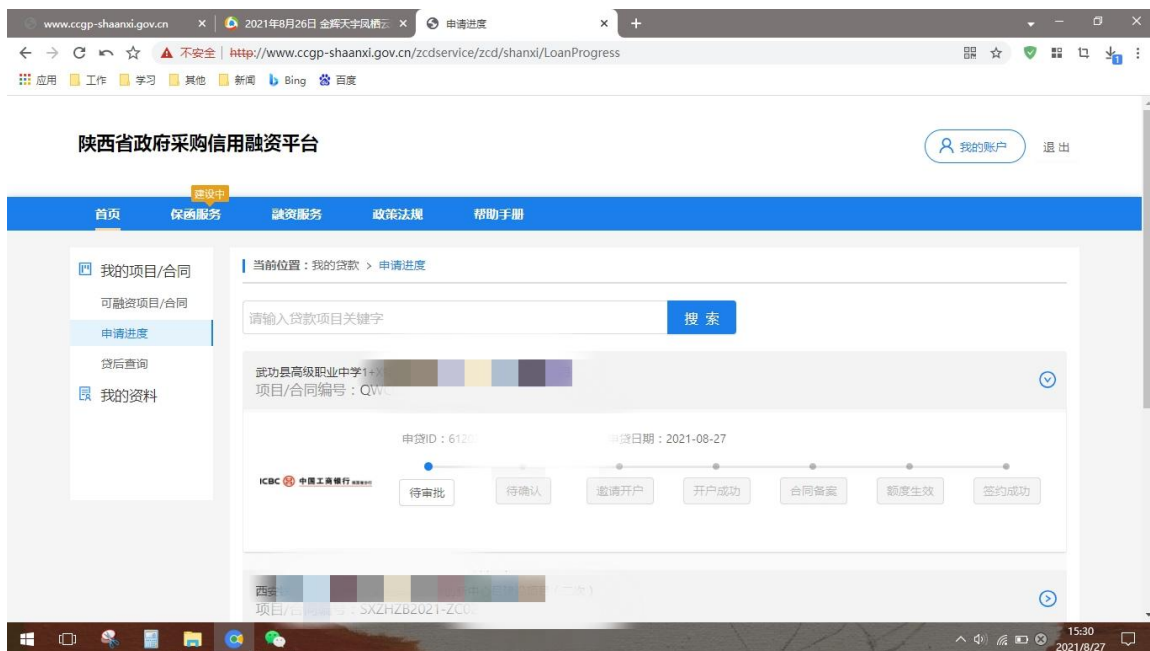 www.ccgp-shaanxi.gov.cn
2021年8月26日 金辉天宇凤栖云
申请进度
不安全 http://www.ccgp-shaanxi.gov.cn/zcdservice/zcd/shanxi/LoanProgress
应用 工作 学习 其他 新闻 Bing 百度
陕西省政府采购信用融资平台
我的账户 退出
建设中
首页 保函服务 融资服务 政策法规 帮助手册
我的项目/合同
可融资项目/合同
申请进度
贷后查询
我的资料
当前位置：我的贷款 > 申请进度
请输入贷款项目关键字
搜 索
武功县高级职业中学1+X
项目/合同编号：QW
申贷ID：612 申贷日期：2021-08-27
ICBC 中国工商银行
待审批 待确认 邀请开户 开户成功 合同备案 额度生效 签约成功
西安
项目/合同编号：SXZHZB2021-ZC02
15:30
2021/8/27